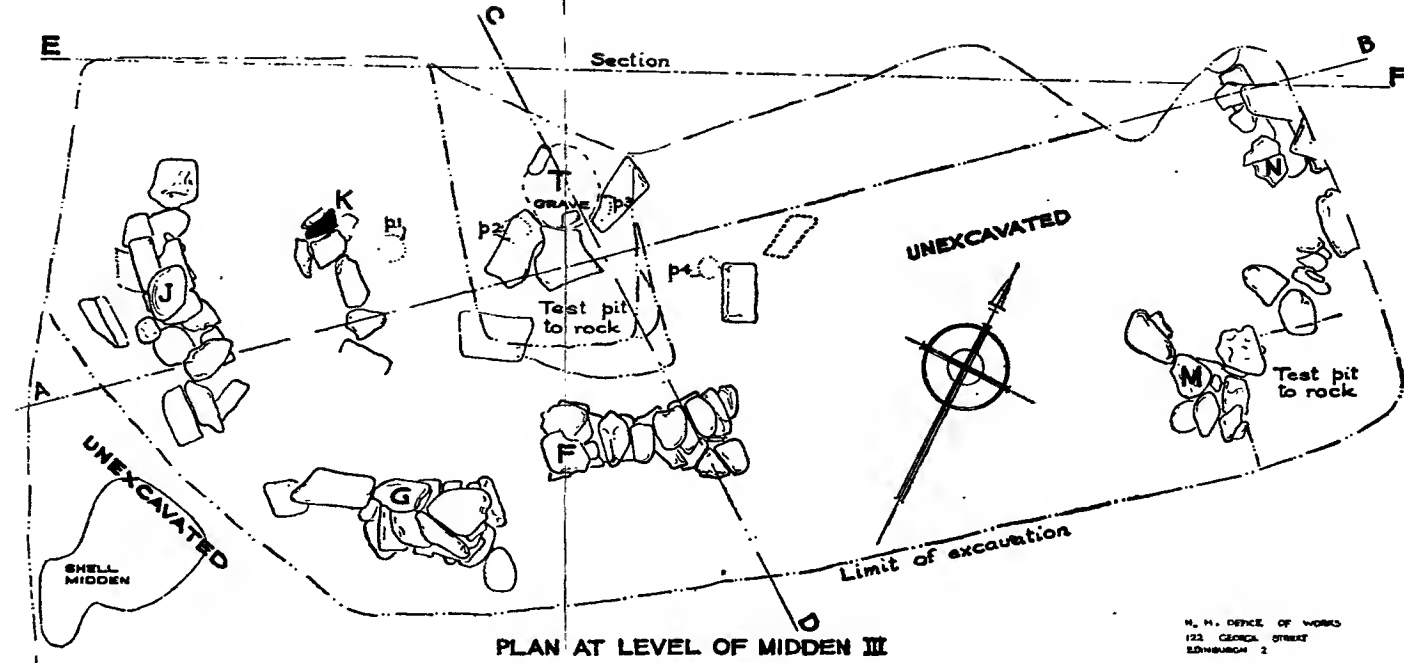 E
C
Section
B
F
K
T
GRAVE
p1
p2
p3
N
J
UNEXCAVATED
p4
Test pit
to rock
A
M
Test pit
to rock
UNEXCAVATED
F
G
SHELL
MIDDEN
Limit of excavation
D
PLAN AT LEVEL OF MIDDEN III
H. M. OFFICE OF WORKS
122 GEORGE STREET
EDINBURGH 2